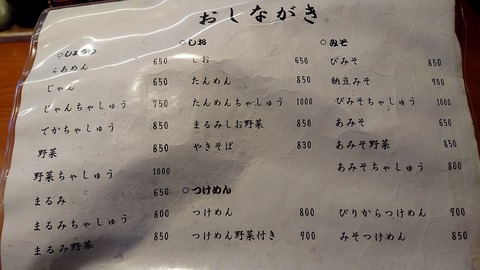 おしながき
○しょうゆ
らあめん 650
じゃん 650
じゃんちゃしゅう 750
でかちゃしゅう 850
野菜 850
野菜ちゃしゅう 1000
まるみ 650
まるみちゃしゅう 800
まるみ野菜 850
○しお
しお 650
たんめん 850
たんめんちゃしゅう 1000
まるみしお野菜 850
やきそば 830
○つけめん
つけめん 800
つけめん野菜付き 900
○みそ
びみそ 850
納豆みそ 900
びみそちゃしゅう 1000
あみそ 650
あみそ野菜 850
あみそちゃしゅう 800
ぴりからつけめん 900
みそつけめん 850